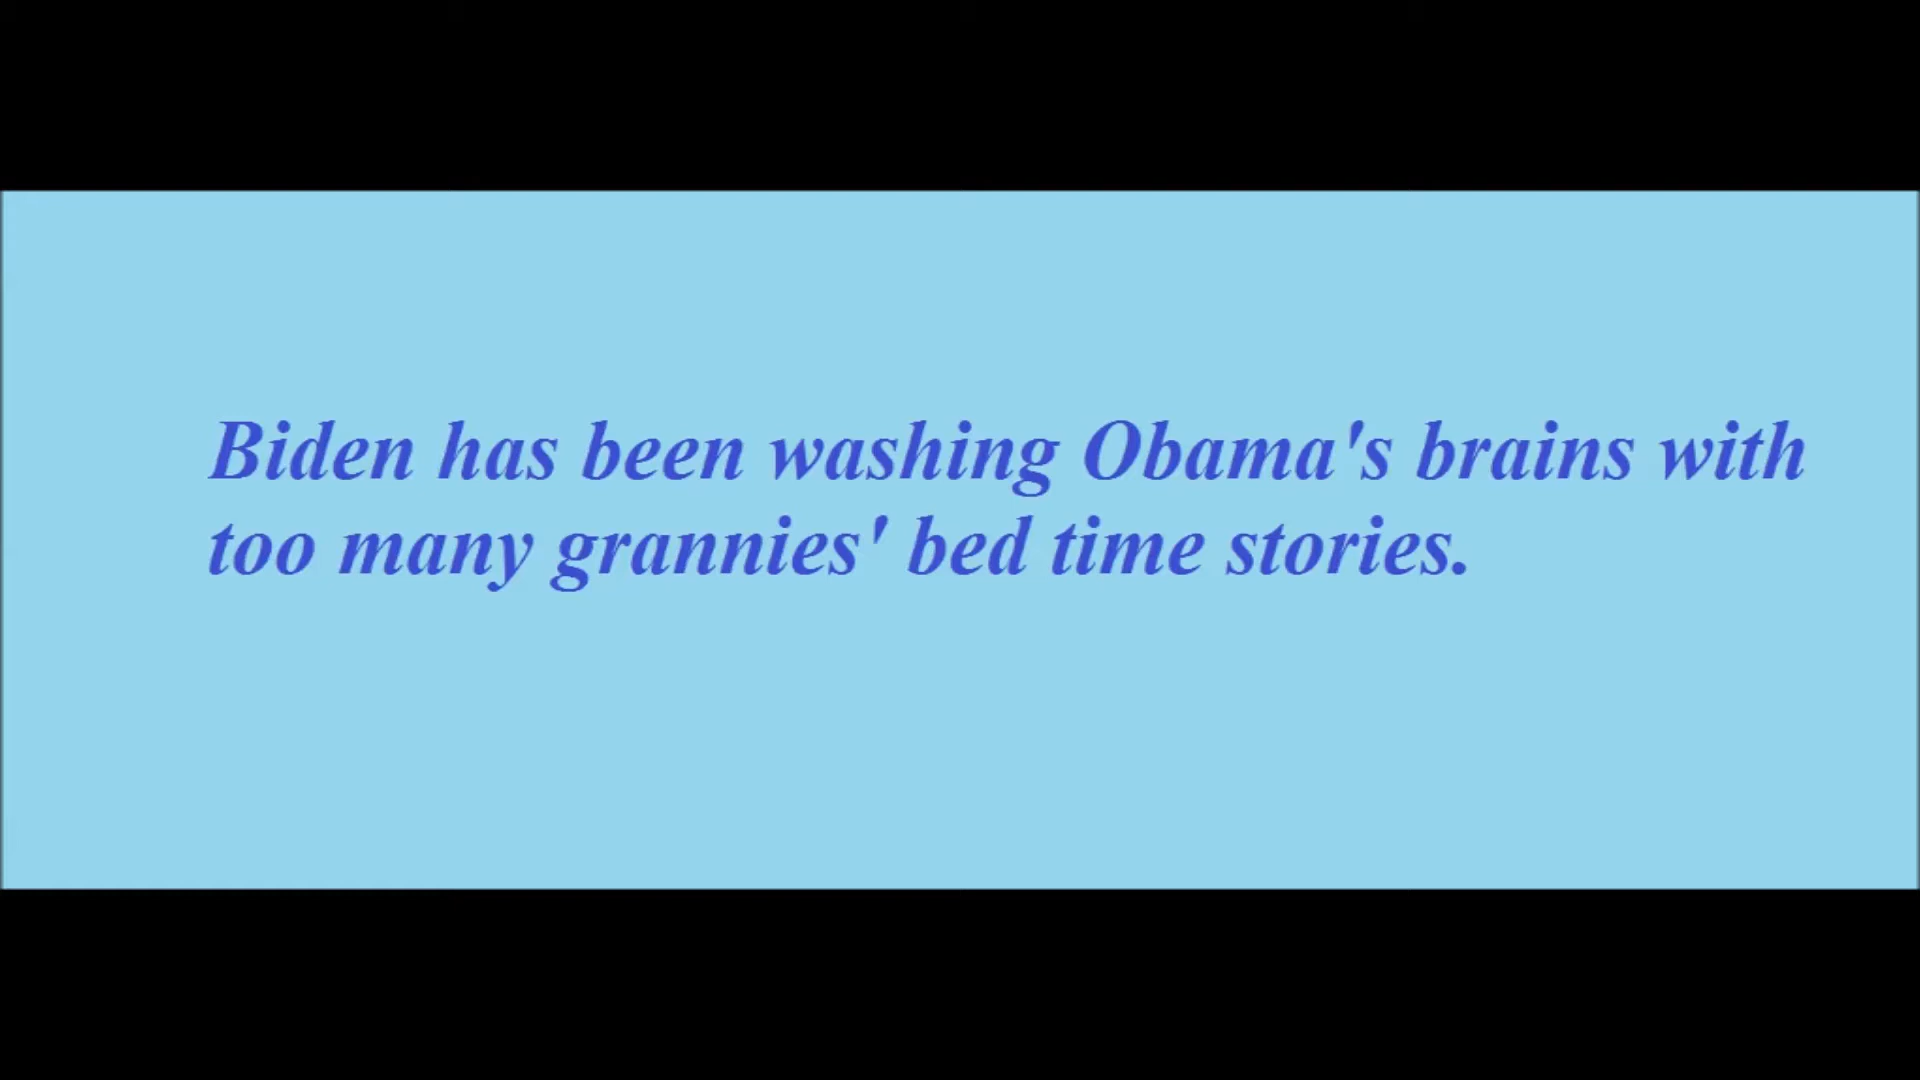 Biden has been washing Obama's brains with
too many grannies' bed time stories.